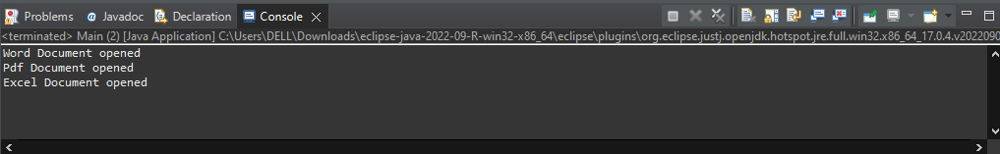 Problems Javadoc Declaration Console
<terminated> Main (2) [Java Application] C:\Users\DELL\Downloads\eclipse-java-2022-09-R-win32-x86_64\eclipse\plugins\org.eclipse.justj.openjdk.hotspot.jre.full.win32.x86_64_17.0.4.v2022090
Word Document opened
Pdf Document opened
Excel Document opened